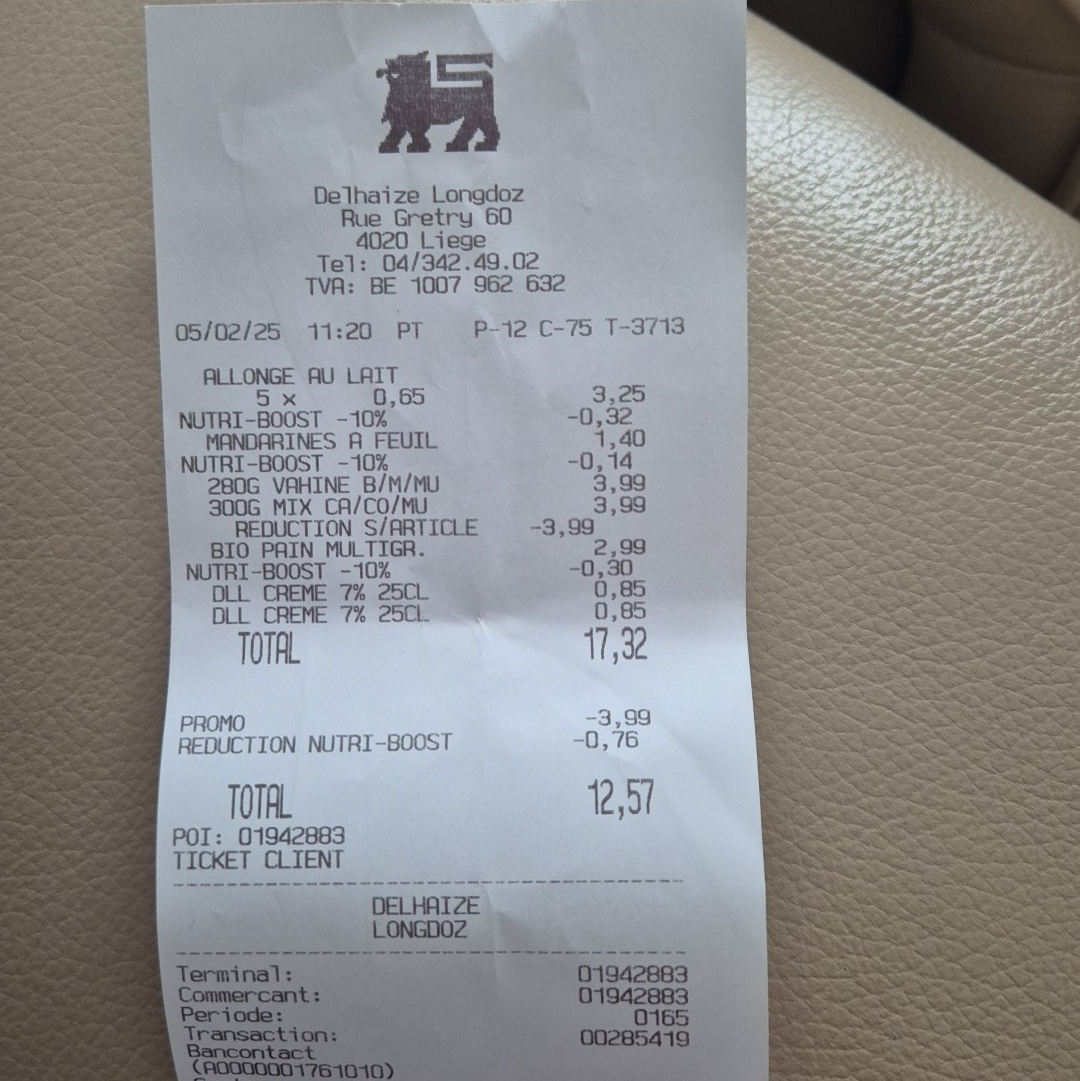 Delhaize Longdoz
Rue Gretry 60
4020 Liege
Tel: 04/342.49.02
TVA: BE 1007 962 632
05/02/25 11:20 PT P-12 C-75 T-3713
ALLONGE AU LAIT
5 x 0,65 3,25
NUTRI-BOOST -10% -0,32
MANDARINES A FEUIL 1,40
NUTRI-BOOST -10% -0,14
280G VAHINE B/M/MU 3,99
300G MIX CA/CO/MU 3,99
REDUCTION S/ARTICLE -3,99
BIO PAIN MULTIGR. 2,99
NUTRI-BOOST -10% -0,30
DLL CREME 7% 25CL 0,85
DLL CREME 7% 25CL 0,85
TOTAL 17,32
PROMO -3,99
REDUCTION NUTRI-BOOST -0,76
TOTAL 12,57
POI: 01942883
TICKET CLIENT
DELHAIZE
LONGDOZ
Terminal: 01942883
Commercant: 01942883
Periode: 0165
Transaction: 00285419
Bancontact
(A0000001761010)